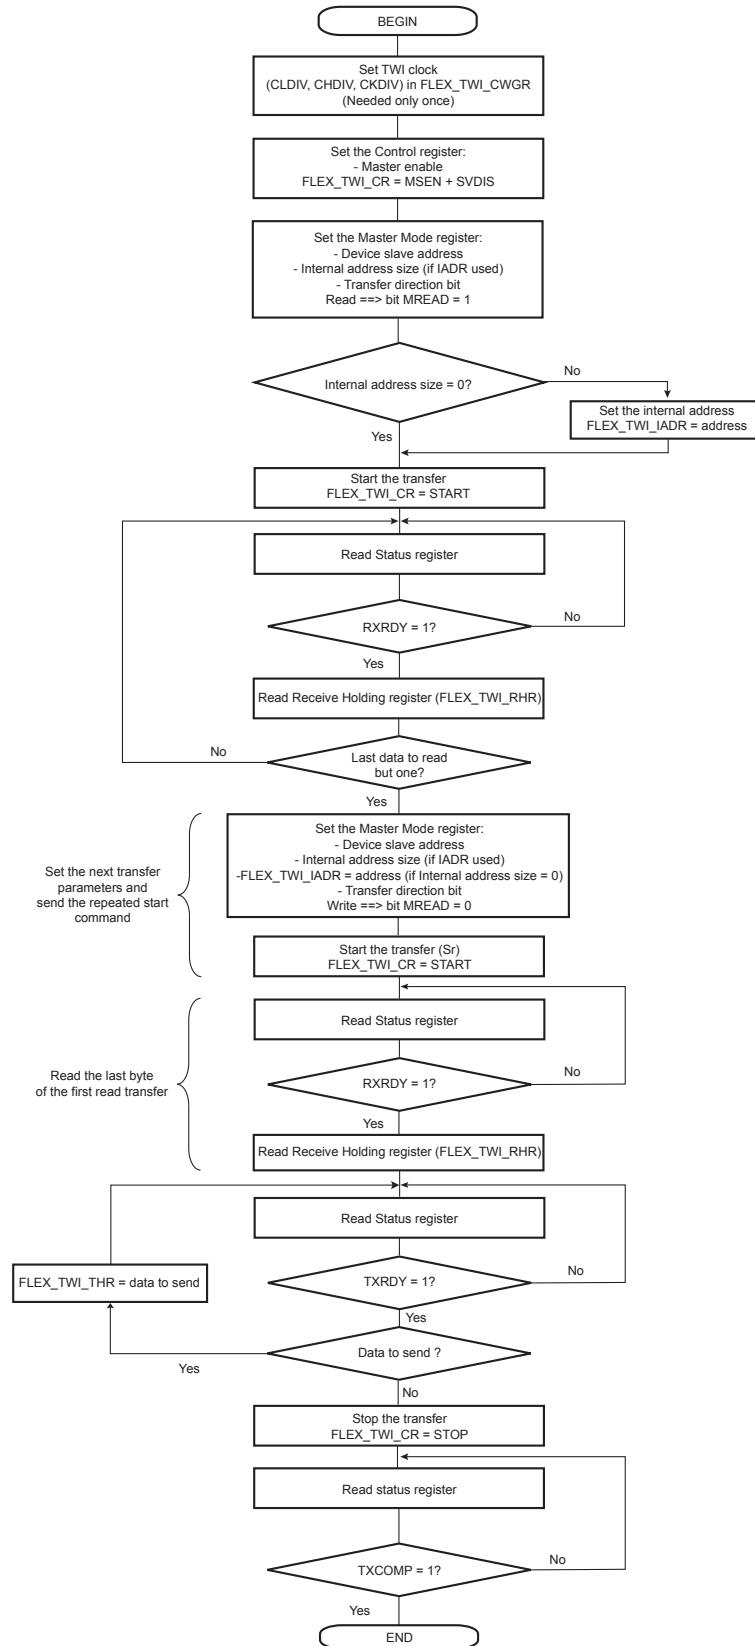 BEGIN
Set TWI clock
(CLDIV, CHDIV, CKDIV) in FLEX_TWI_CWGR
(Needed only once)
Set the Control register:
- Master enable
FLEX_TWI_CR = MSEN + SVDIS
Set the Master Mode register:
- Device slave address
- Internal address size (if IADR used)
- Transfer direction bit
Read ==> bit MREAD = 1
Internal address size = 0?
No
Set the internal address
FLEX_TWI_IADR = address
Yes
Start the transfer
FLEX_TWI_CR = START
Read Status register
RXRDY = 1?
No
Yes
Read Receive Holding register (FLEX_TWI_RHR)
Last data to read
but one?
No
Yes
Set the next transfer
parameters and
send the repeated start
command
Set the Master Mode register:
- Device slave address
- Internal address size (if IADR used)
-FLEX_TWI_IADR = address (if Internal address size = 0)
- Transfer direction bit
Write ==> bit MREAD = 0
Start the transfer (Sr)
FLEX_TWI_CR = START
Read the last byte
of the first read transfer
Read Status register
RXRDY = 1?
No
Yes
Read Receive Holding register (FLEX_TWI_RHR)
Read Status register
FLEX_TWI_THR = data to send
TXRDY = 1?
No
Yes
Data to send ?
Yes
No
Stop the transfer
FLEX_TWI_CR = STOP
Read status register
TXCOMP = 1?
No
Yes
END